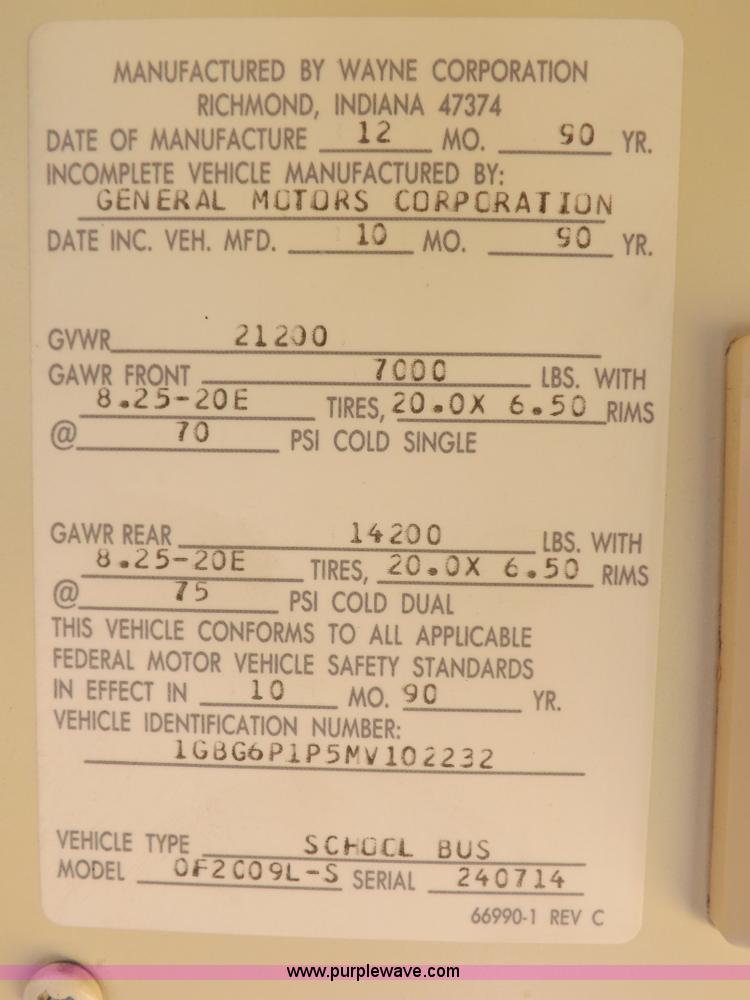 MANUFACTURED BY WAYNE CORPORATION
RICHMOND, INDIANA 47374
DATE OF MANUFACTURE 12 MO. 90 YR.
INCOMPLETE VEHICLE MANUFACTURED BY:
GENERAL MOTORS CORPORATION
DATE INC. VEH. MFD. 10 MO. 90 YR.
GVWR 21200
GAWR FRONT 7000 LBS. WITH
8.25-20E TIRES, 20.0X 6.50 RIMS
@ 70 PSI COLD SINGLE
GAWR REAR 14200 LBS. WITH
8.25-20E TIRES, 20.0X 6.50 RIMS
@ 75 PSI COLD DUAL
THIS VEHICLE CONFORMS TO ALL APPLICABLE
FEDERAL MOTOR VEHICLE SAFETY STANDARDS
IN EFFECT IN 10 MO. 90 YR.
VEHICLE IDENTIFICATION NUMBER:
1GBG6P1P5MV102232
VEHICLE TYPE SCHOOL BUS
MODEL OF2009L-S SERIAL 240714
66990-1 REV C
www.purplewave.com